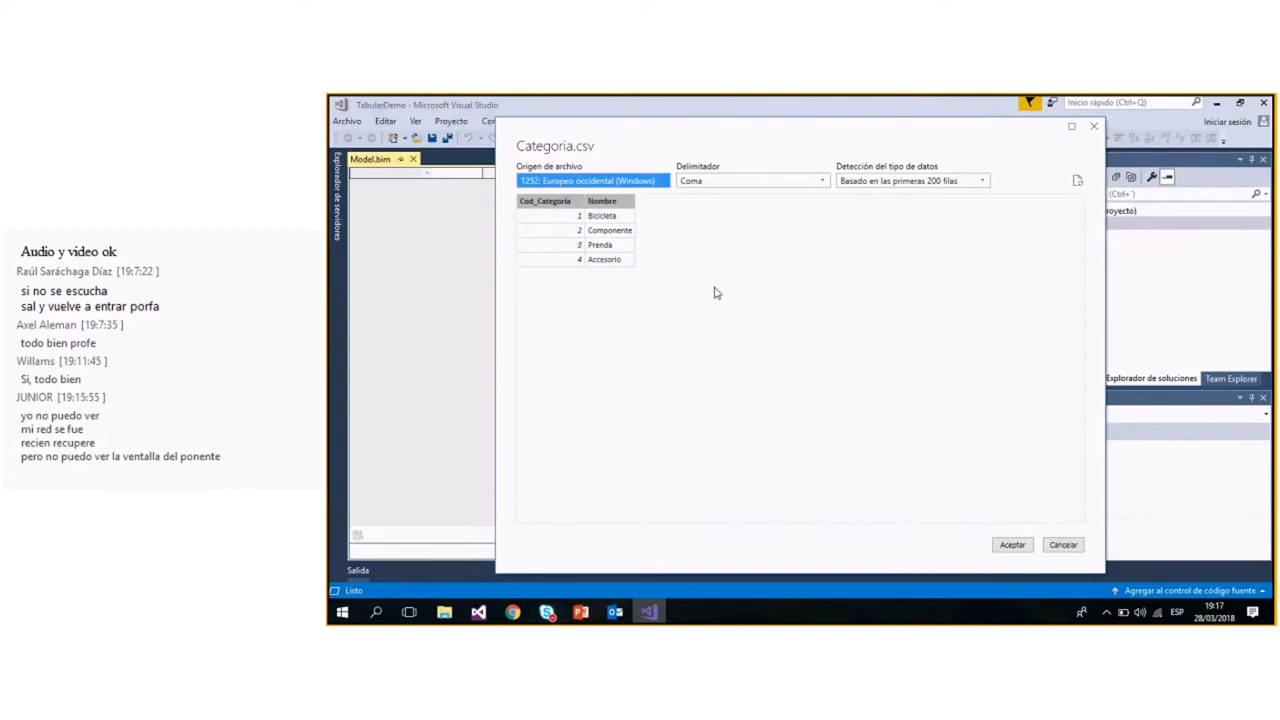 Audio y video ok
Raúl Saráchaga Díaz [19:7:22 ]
si no se escucha
sal y vuelve a entrar porfa
Axel Aleman [19:7:35 ]
todo bien profe
Willams [19:11:45 ]
Si, todo bien
JUNIOR [19:15:55 ]
yo no puedo ver
mi red se fue
recien recupere
pero no puedo ver la ventalla del ponente
TabularDemo - Microsoft Visual Studio
Inicio rápido (Ctrl+Q)
Archivo Editar Ver Proyecto
Iniciar sesión
Model.bim
Explorador de servidores
Categoria.csv
Origen de archivo Delimitador Detección del tipo de datos
1252: Europeo occidental (Windows) Coma Basado en las primeras 200 filas
Cod_Categoria Nombre
1 Bicicleta
2 Componente
3 Prenda
4 Accesorio
Explorador de soluciones Team Explorer
Aceptar Cancelar
Salida
Listo
Agregar al control de código fuente
ESP
19:17
28/03/2018